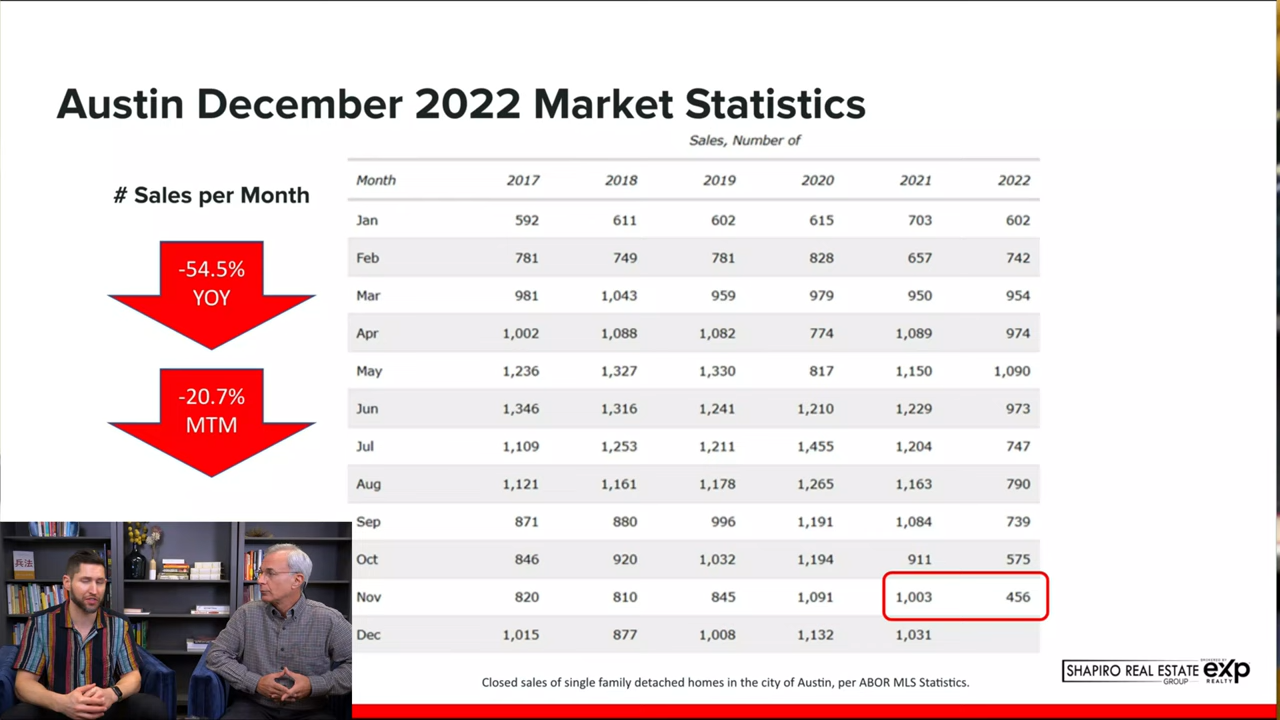 Austin December 2022 Market Statistics
Sales, Number of
# Sales per Month
-54.5%
YOY
-20.7%
MTM
Month 2017 2018 2019 2020 2021 2022
Jan 592 611 602 615 703 602
Feb 781 749 781 828 657 742
Mar 981 1,043 959 979 950 954
Apr 1,002 1,088 1,082 774 1,089 974
May 1,236 1,327 1,330 817 1,150 1,090
Jun 1,346 1,316 1,241 1,210 1,229 973
Jul 1,109 1,253 1,211 1,455 1,204 747
Aug 1,121 1,161 1,178 1,265 1,163 790
Sep 871 880 996 1,191 1,084 739
Oct 846 920 1,032 1,194 911 575
Nov 820 810 845 1,091 1,003 456
Dec 1,015 877 1,008 1,132 1,031
兵法
Closed sales of single family detached homes in the city of Austin, per ABOR MLS Statistics.
SHAPIRO REAL ESTATE
GROUP
BROKERED BY
eXp
REALTY